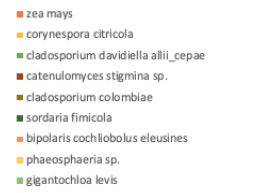 zea mays
corynespora citricola
cladosporium davidiella allii_cepae
catenulomyces stigmina sp.
cladosporium colombiae
sordaria fimicola
bipolaris cochliobolus eleusines
phaeosphaeria sp.
gigantochloa levis